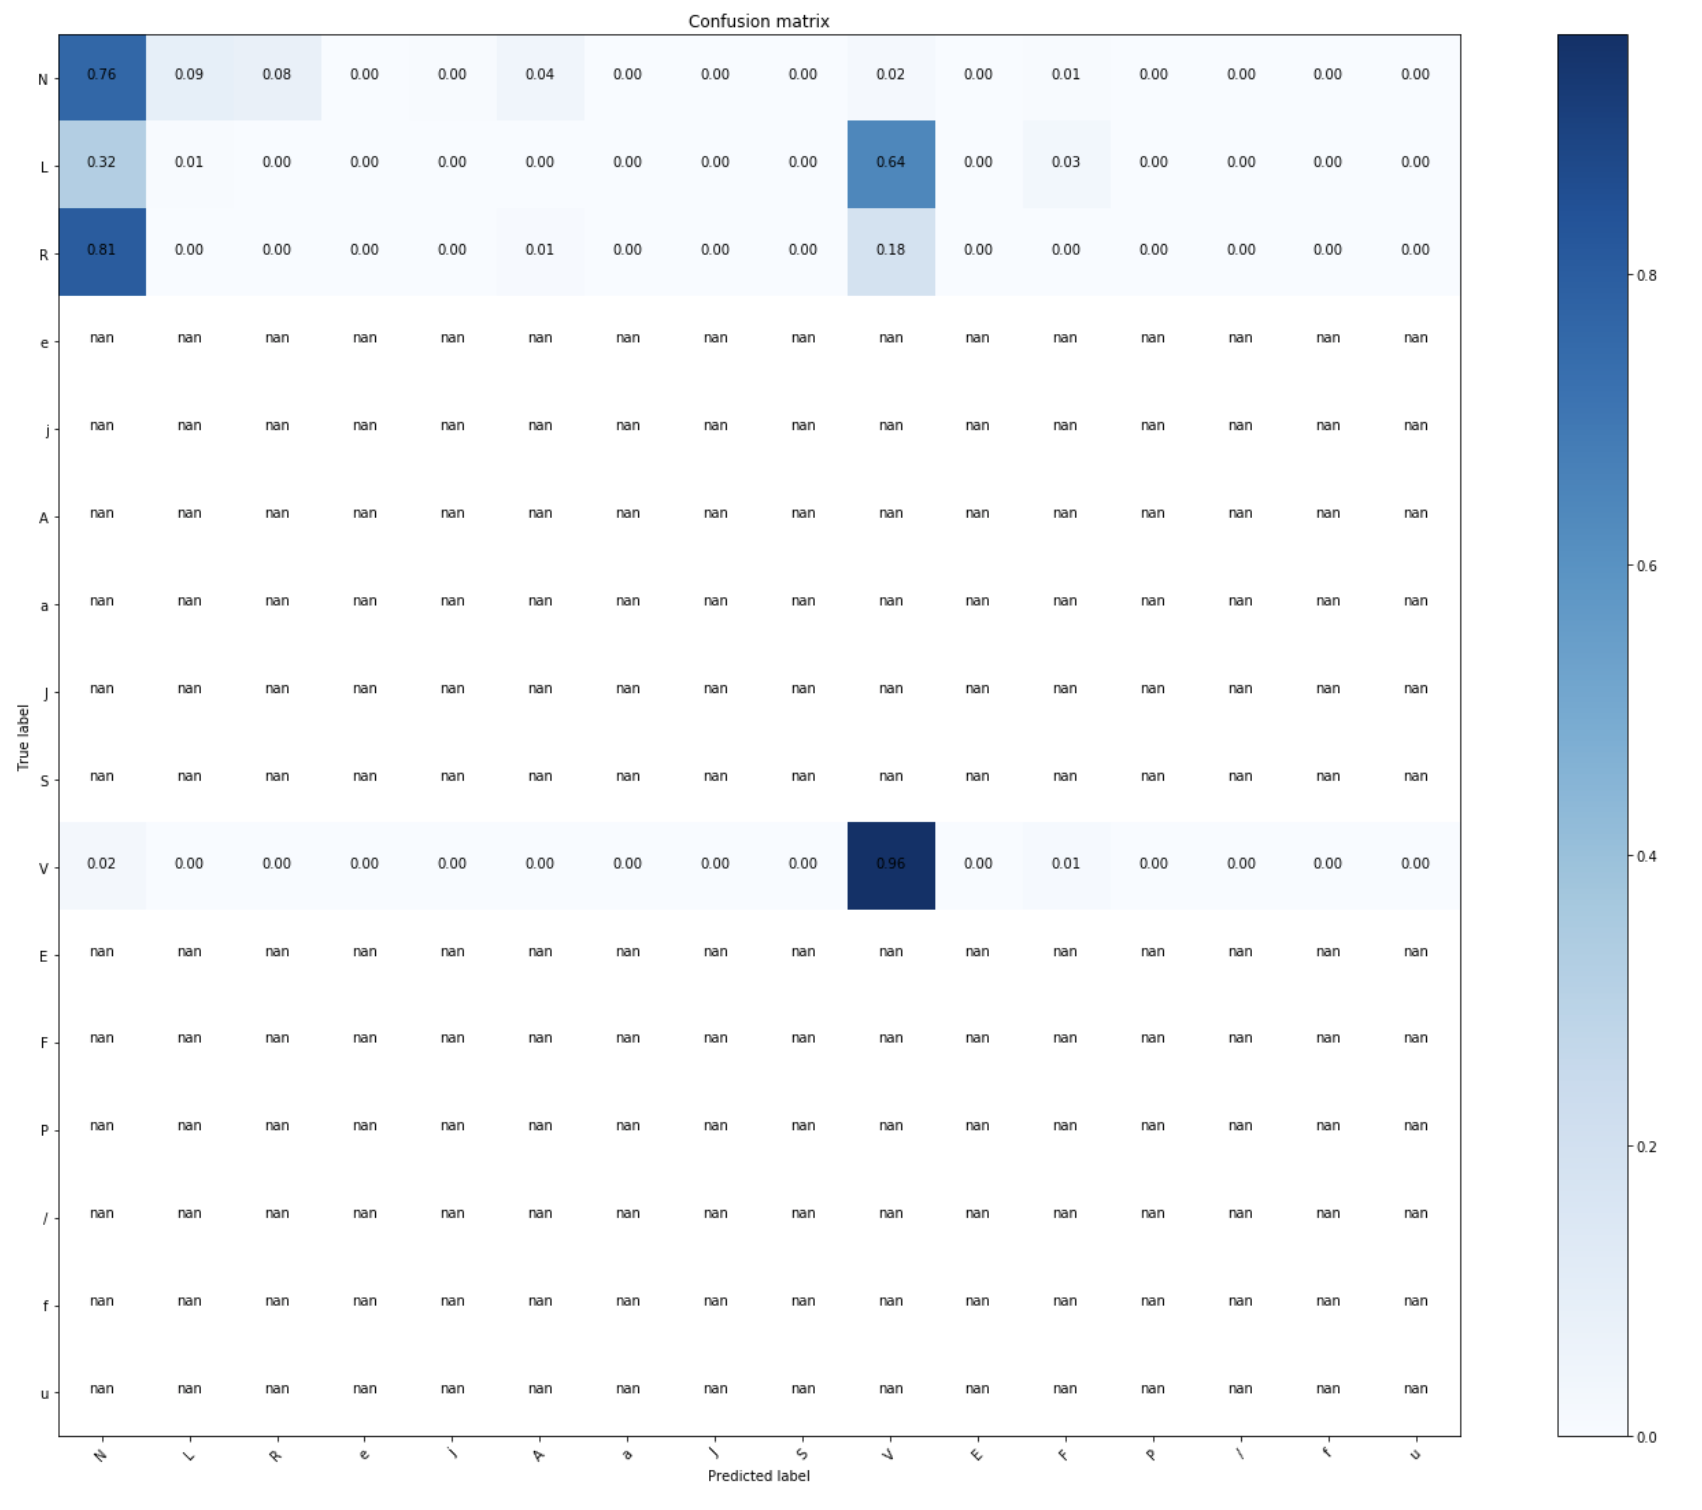 Confusion matrix
N 0.76 0.09 0.08 0.00 0.00 0.04 0.00 0.00 0.00 0.02 0.00 0.01 0.00 0.00 0.00 0.00
L 0.32 0.01 0.00 0.00 0.00 0.00 0.00 0.00 0.00 0.64 0.00 0.03 0.00 0.00 0.00 0.00
R 0.81 0.00 0.00 0.00 0.00 0.01 0.00 0.00 0.00 0.18 0.00 0.00 0.00 0.00 0.00 0.00
e nan nan nan nan nan nan nan nan nan nan nan nan nan nan nan nan
j nan nan nan nan nan nan nan nan nan nan nan nan nan nan nan nan
A nan nan nan nan nan nan nan nan nan nan nan nan nan nan nan nan
a nan nan nan nan nan nan nan nan nan nan nan nan nan nan nan nan
J nan nan nan nan nan nan nan nan nan nan nan nan nan nan nan nan
S nan nan nan nan nan nan nan nan nan nan nan nan nan nan nan nan
V 0.02 0.00 0.00 0.00 0.00 0.00 0.00 0.00 0.00 0.96 0.00 0.01 0.00 0.00 0.00 0.00
E nan nan nan nan nan nan nan nan nan nan nan nan nan nan nan nan
F nan nan nan nan nan nan nan nan nan nan nan nan nan nan nan nan
P nan nan nan nan nan nan nan nan nan nan nan nan nan nan nan nan
/ nan nan nan nan nan nan nan nan nan nan nan nan nan nan nan nan
f nan nan nan nan nan nan nan nan nan nan nan nan nan nan nan nan
u nan nan nan nan nan nan nan nan nan nan nan nan nan nan nan nan
N L R e j A a J S V E F P / f u
True label
Predicted label
0.8
0.6
0.4
0.2
0.0